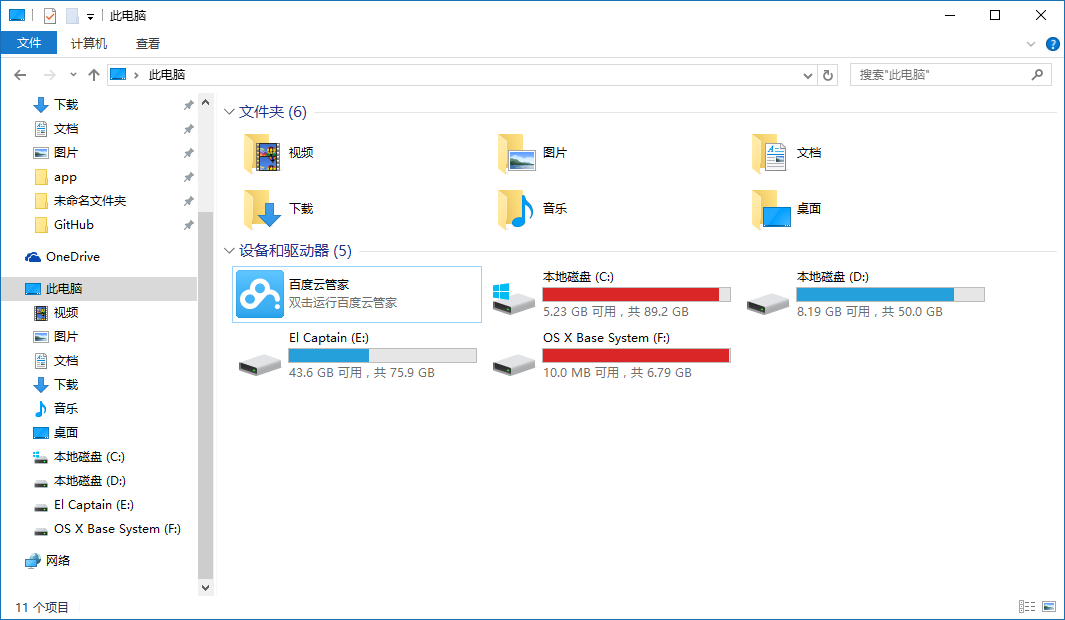 此电脑
文件 计算机 查看
此电脑 搜索"此电脑"
下载
文档
图片
app
未命名文件夹
GitHub
OneDrive
此电脑
视频
图片
文档
下载
音乐
桌面
本地磁盘 (C:)
本地磁盘 (D:)
El Captain (E:)
OS X Base System (F:)
网络
文件夹 (6)
视频 图片 文档
下载 音乐 桌面
设备和驱动器 (5)
百度云管家
双击运行百度云管家
本地磁盘 (C:)
5.23 GB 可用，共 89.2 GB
本地磁盘 (D:)
8.19 GB 可用，共 50.0 GB
El Captain (E:)
43.6 GB 可用，共 75.9 GB
OS X Base System (F:)
10.0 MB 可用，共 6.79 GB
11 个项目